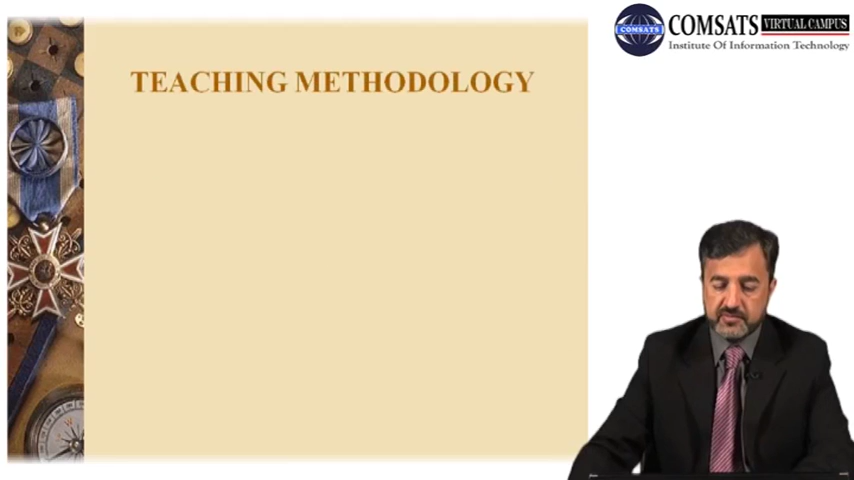 COMSATS VIRTUAL CAMPUS
COMSATS
Institute Of Information Technology
TEACHING METHODOLOGY